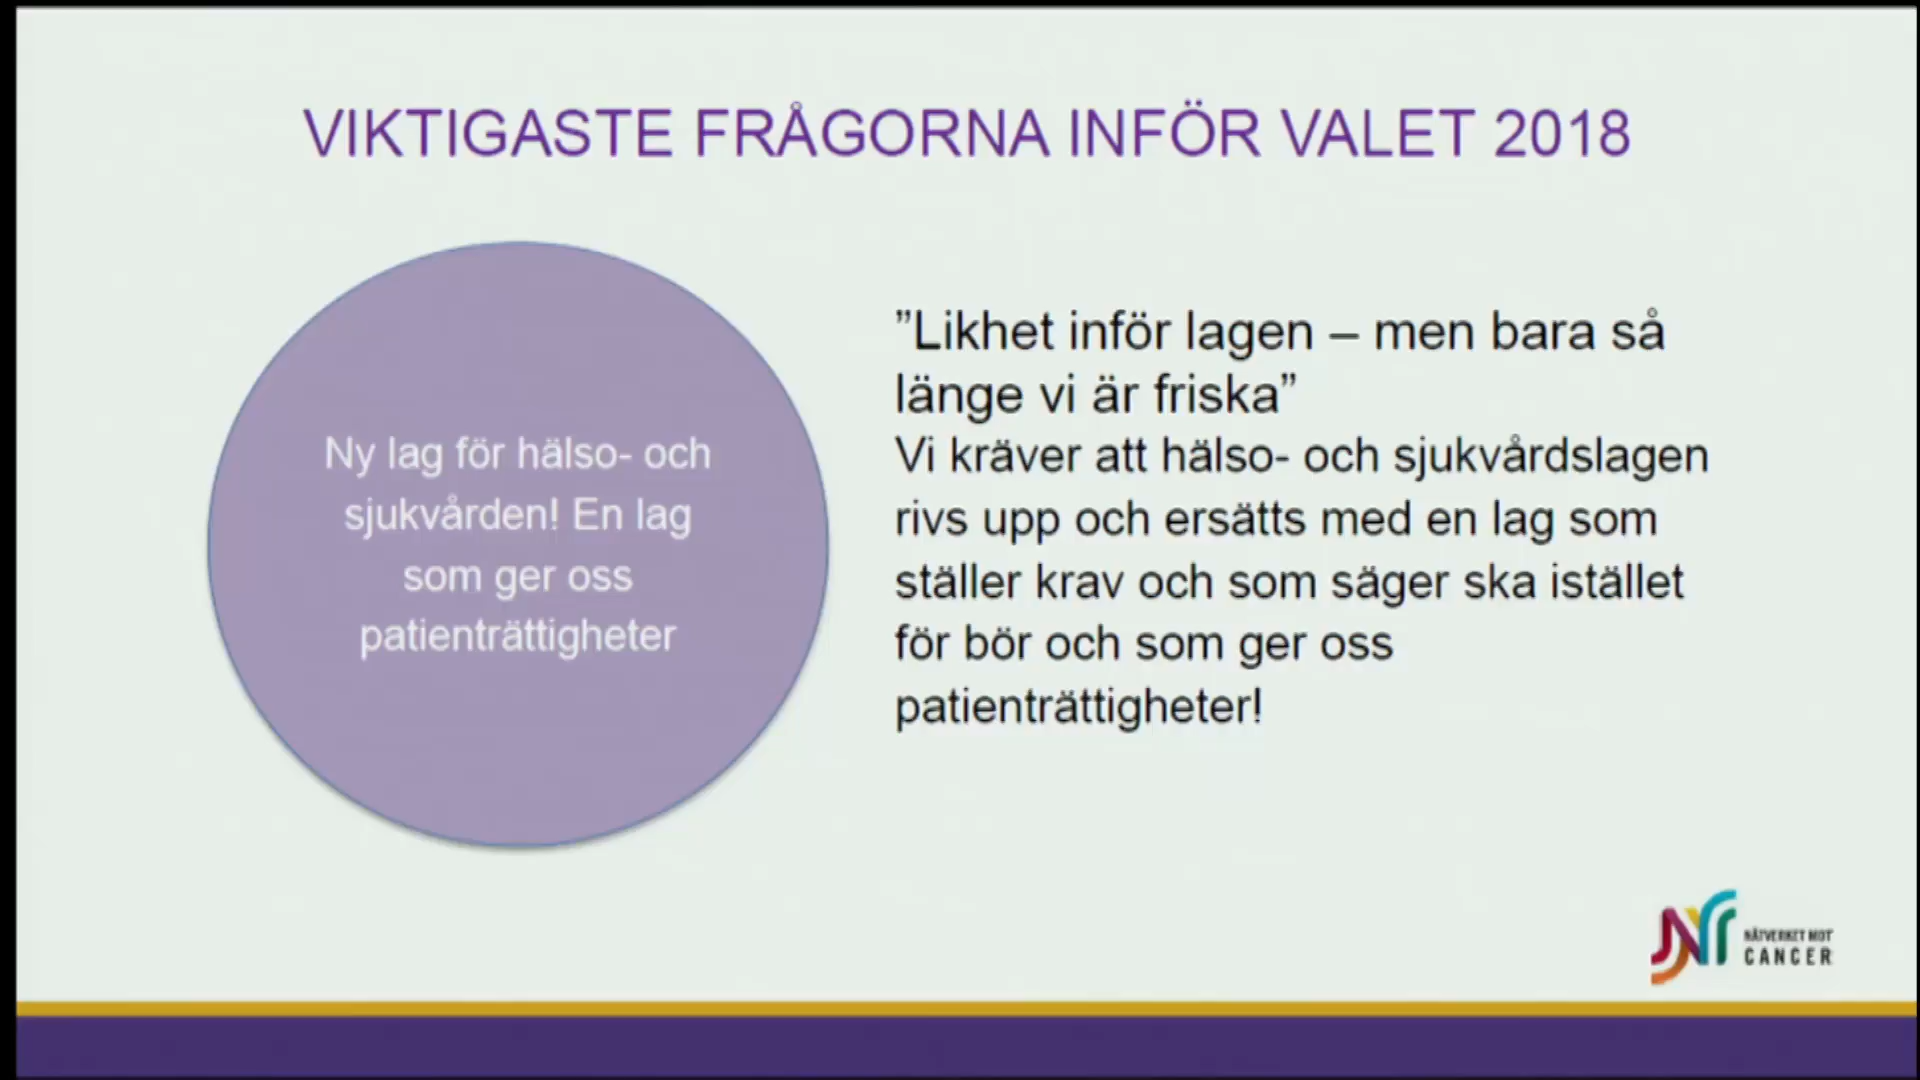 VIKTIGASTE FRÅGORNA INFÖR VALET 2018
Ny lag för hälso- och
sjukvården! En lag
som ger oss
patienträttigheter
”Likhet inför lagen – men bara så
länge vi är friska”
Vi kräver att hälso- och sjukvårdslagen
rivs upp och ersätts med en lag som
ställer krav och som säger ska istället
för bör och som ger oss
patienträttigheter!
NÄTVERKET MOT
CANCER